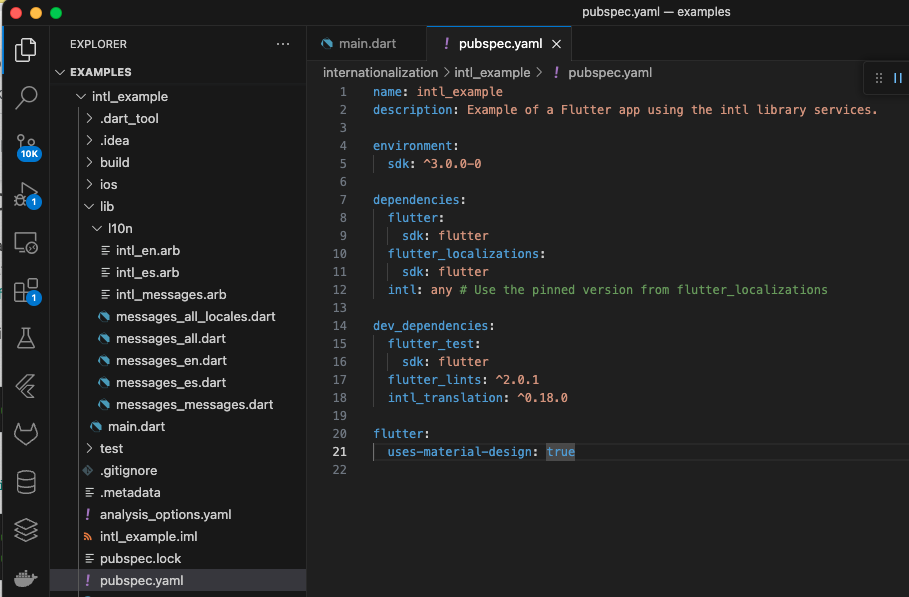 pubspec.yaml — examples
EXPLORER
EXAMPLES
intl_example
.dart_tool
.idea
build
ios
lib
l10n
intl_en.arb
intl_es.arb
intl_messages.arb
messages_all_locales.dart
messages_all.dart
messages_en.dart
messages_es.dart
messages_messages.dart
main.dart
test
.gitignore
.metadata
analysis_options.yaml
intl_example.iml
pubspec.lock
pubspec.yaml
10K
1
1
main.dart
! pubspec.yaml
internationalization > intl_example > ! pubspec.yaml
1 name: intl_example
2 description: Example of a Flutter app using the intl library services.
3
4 environment:
5 sdk: ^3.0.0-0
6
7 dependencies:
8 flutter:
9 sdk: flutter
10 flutter_localizations:
11 sdk: flutter
12 intl: any # Use the pinned version from flutter_localizations
13
14 dev_dependencies:
15 flutter_test:
16 sdk: flutter
17 flutter_lints: ^2.0.1
18 intl_translation: ^0.18.0
19
20 flutter:
21 uses-material-design: true
22